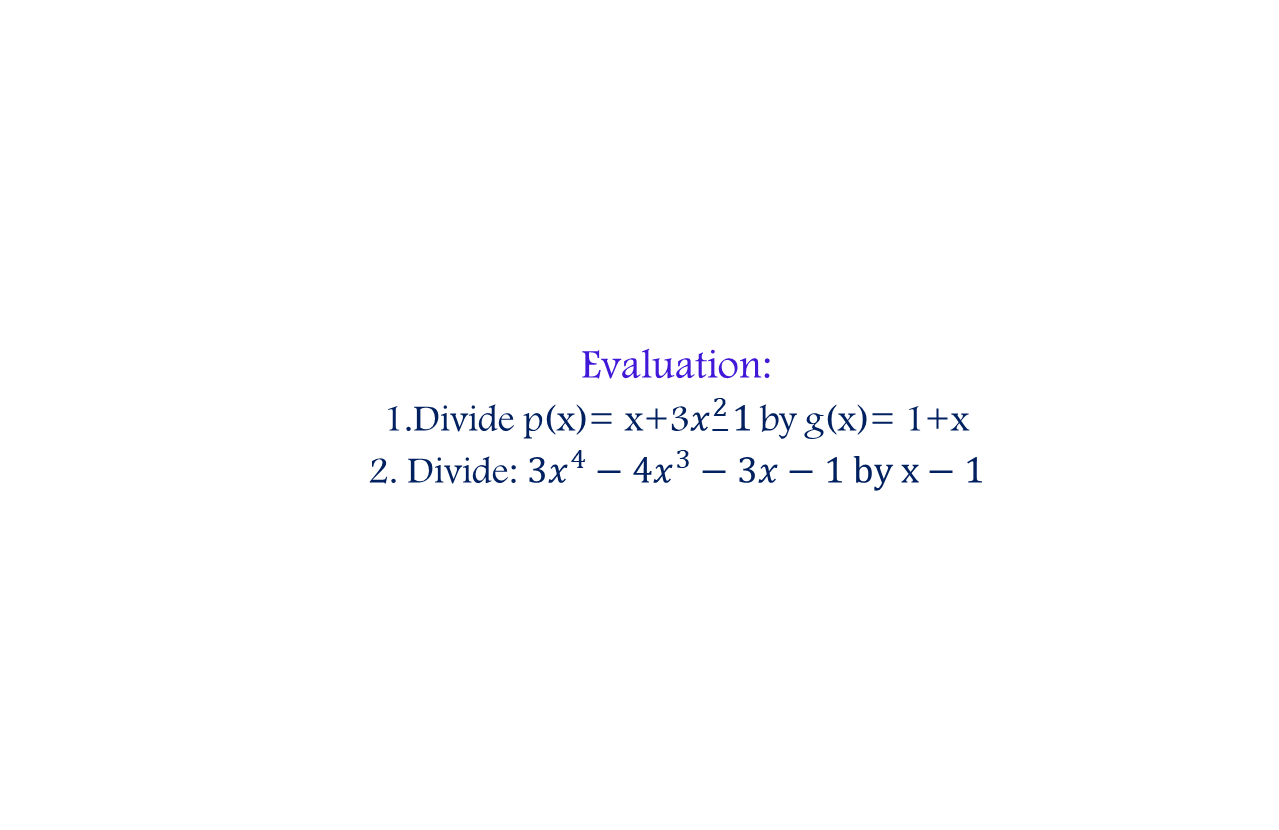 Evaluation:
1.Divide p(x)= x+3x²–1 by g(x)= 1+x
2. Divide: 3x⁴ − 4x³ − 3x − 1 by x − 1